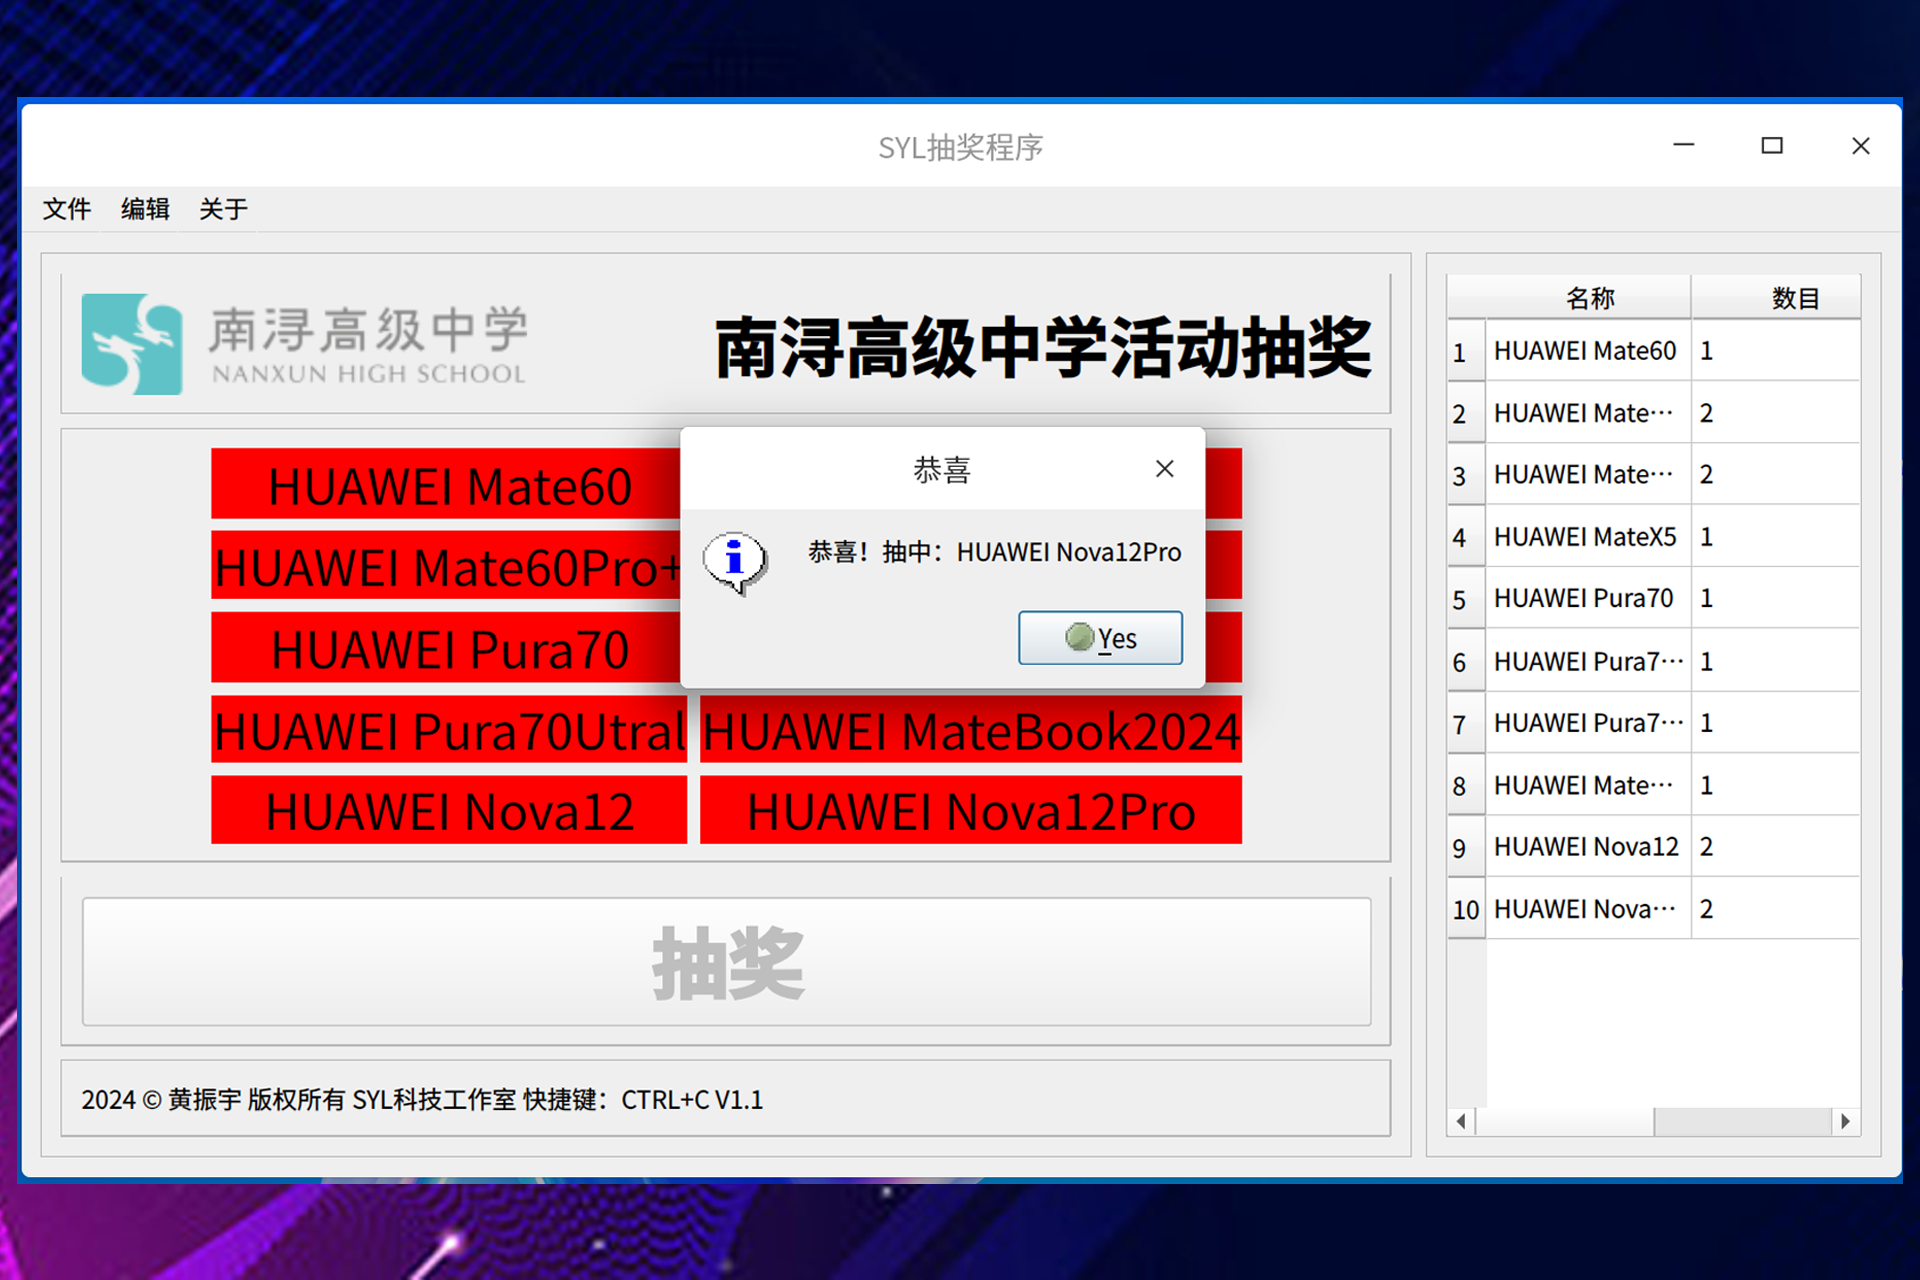 SYL抽奖程序
文件 编辑 关于
南浔高级中学
NANXUN HIGH SCHOOL
南浔高级中学活动抽奖
HUAWEI Mate60
HUAWEI Mate60Pro+
HUAWEI Pura70
HUAWEI Pura70Utral HUAWEI MateBook2024
HUAWEI Nova12 HUAWEI Nova12Pro
恭喜
恭喜！抽中：HUAWEI Nova12Pro
Yes
抽奖
2024 © 黄振宇 版权所有 SYL科技工作室 快捷键：CTRL+C V1.1
名称 数目
1 HUAWEI Mate60 1
2 HUAWEI Mate··· 2
3 HUAWEI Mate··· 2
4 HUAWEI MateX5 1
5 HUAWEI Pura70 1
6 HUAWEI Pura7··· 1
7 HUAWEI Pura7··· 1
8 HUAWEI Mate··· 1
9 HUAWEI Nova12 2
10 HUAWEI Nova··· 2